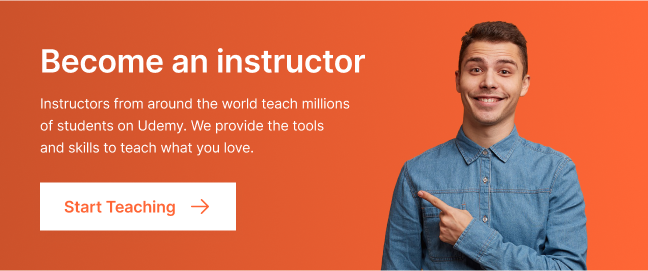 Become an instructor
Instructors from around the world teach millions
of students on Udemy. We provide the tools
and skills to teach what you love.
Start Teaching →